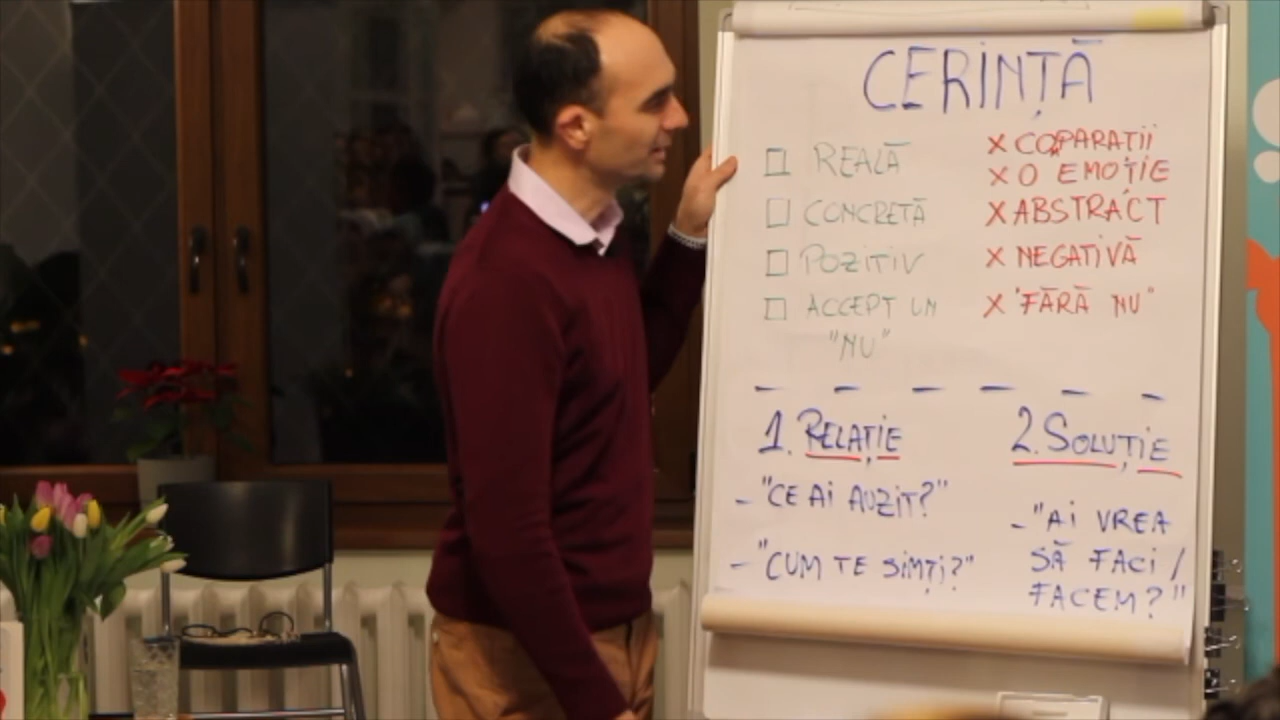 CERINȚĂ
☐ REALĂ
☐ CONCRETĂ
☐ POZITIV
☐ ACCEPT UN
"NU"
X COMPARAȚII
X O EMOȚIE
X ABSTRACT
X NEGATIVĂ
X "FĂRĂ NU"
1. RELAȚIE
- "CE AI AUZIT?"
- "CUM TE SIMȚI?"
2. SOLUȚIE
- "AI VREA
SĂ FACI /
FACEM?"